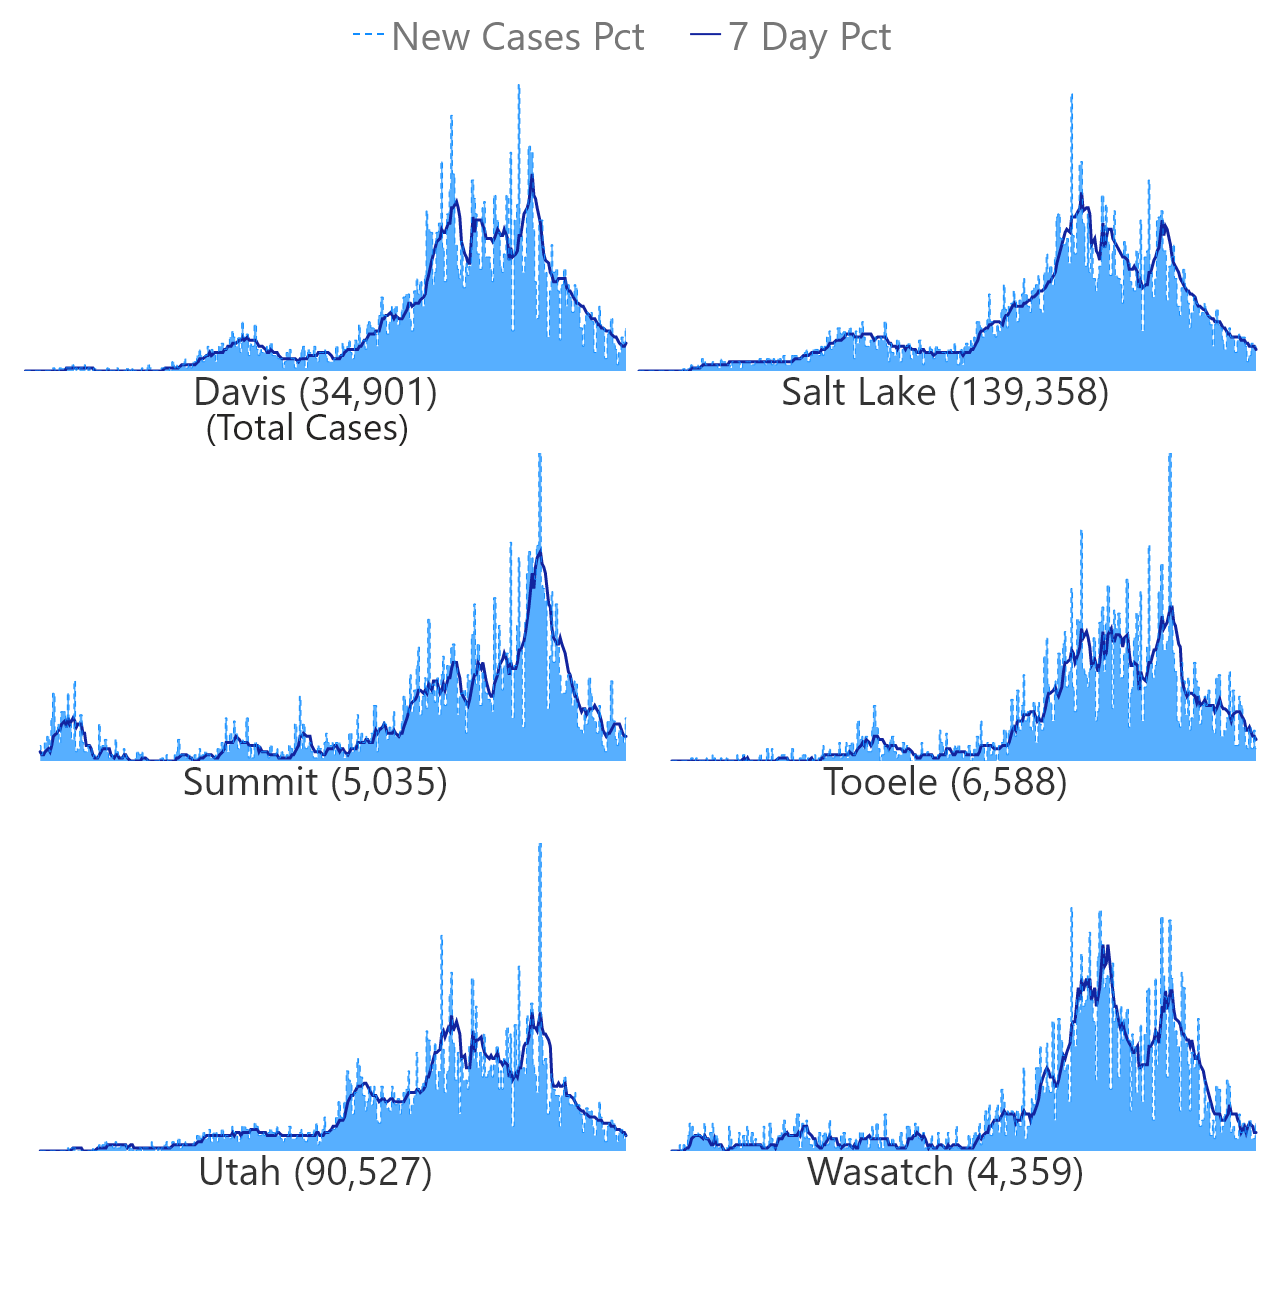 New Cases Pct 7 Day Pct
Davis (34,901)
(Total Cases)
Salt Lake (139,358)
Summit (5,035)
Tooele (6,588)
Utah (90,527)
Wasatch (4,359)